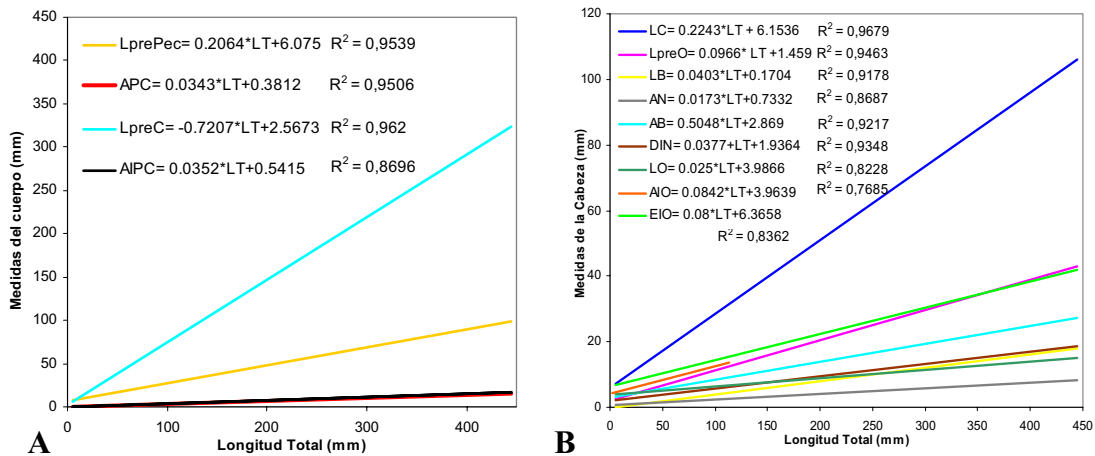 450
400
350
300
250
200
150
100
50
0
Medidas del cuerpo (mm)
LprePec= 0.2064*LT+6.075 R² = 0,9539
APC= 0.0343*LT+0.3812 R² = 0,9506
LpreC= -0.7207*LT+2.5673 R² = 0,962
AlPC= 0.0352*LT+0.5415 R² = 0,8696
0 100 200 300 400
Longitud Total (mm)
A
120
100
80
60
40
20
0
Medidas de la Cabeza (mm)
LC= 0.2243*LT + 6.1536 R² = 0,9679
LpreO= 0.0966* LT +1.459 R² = 0,9463
LB= 0.0403*LT+0.1704 R² = 0,9178
AN= 0.0173*LT+0.7332 R² = 0,8687
AB= 0.5048*LT+2.869 R² = 0,9217
DIN= 0.0377+LT+1.9364 R² = 0,9348
LO= 0.025*LT+3.9866 R² = 0,8228
AIO= 0.0842*LT+3.9639 R² = 0,7685
EIO= 0.08*LT+6.3658
R² = 0,8362
0 50 100 150 200 250 300 350 400 450
Longitud Total (mm)
B